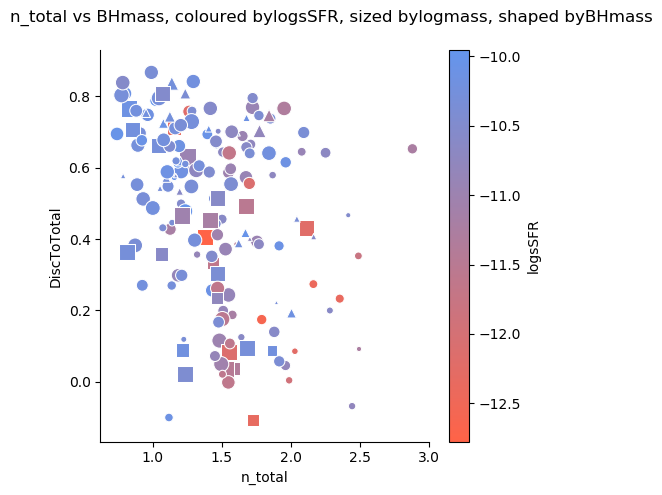 n_total vs BHmass, coloured bylogsSFR, sized bylogmass, shaped byBHmass
−10.0
−10.5
−11.0
−11.5
−12.0
−12.5
logsSFR
0.8
0.6
0.4
0.2
0.0
DiscToTotal
1.0 1.5 2.0 2.5 3.0
n_total